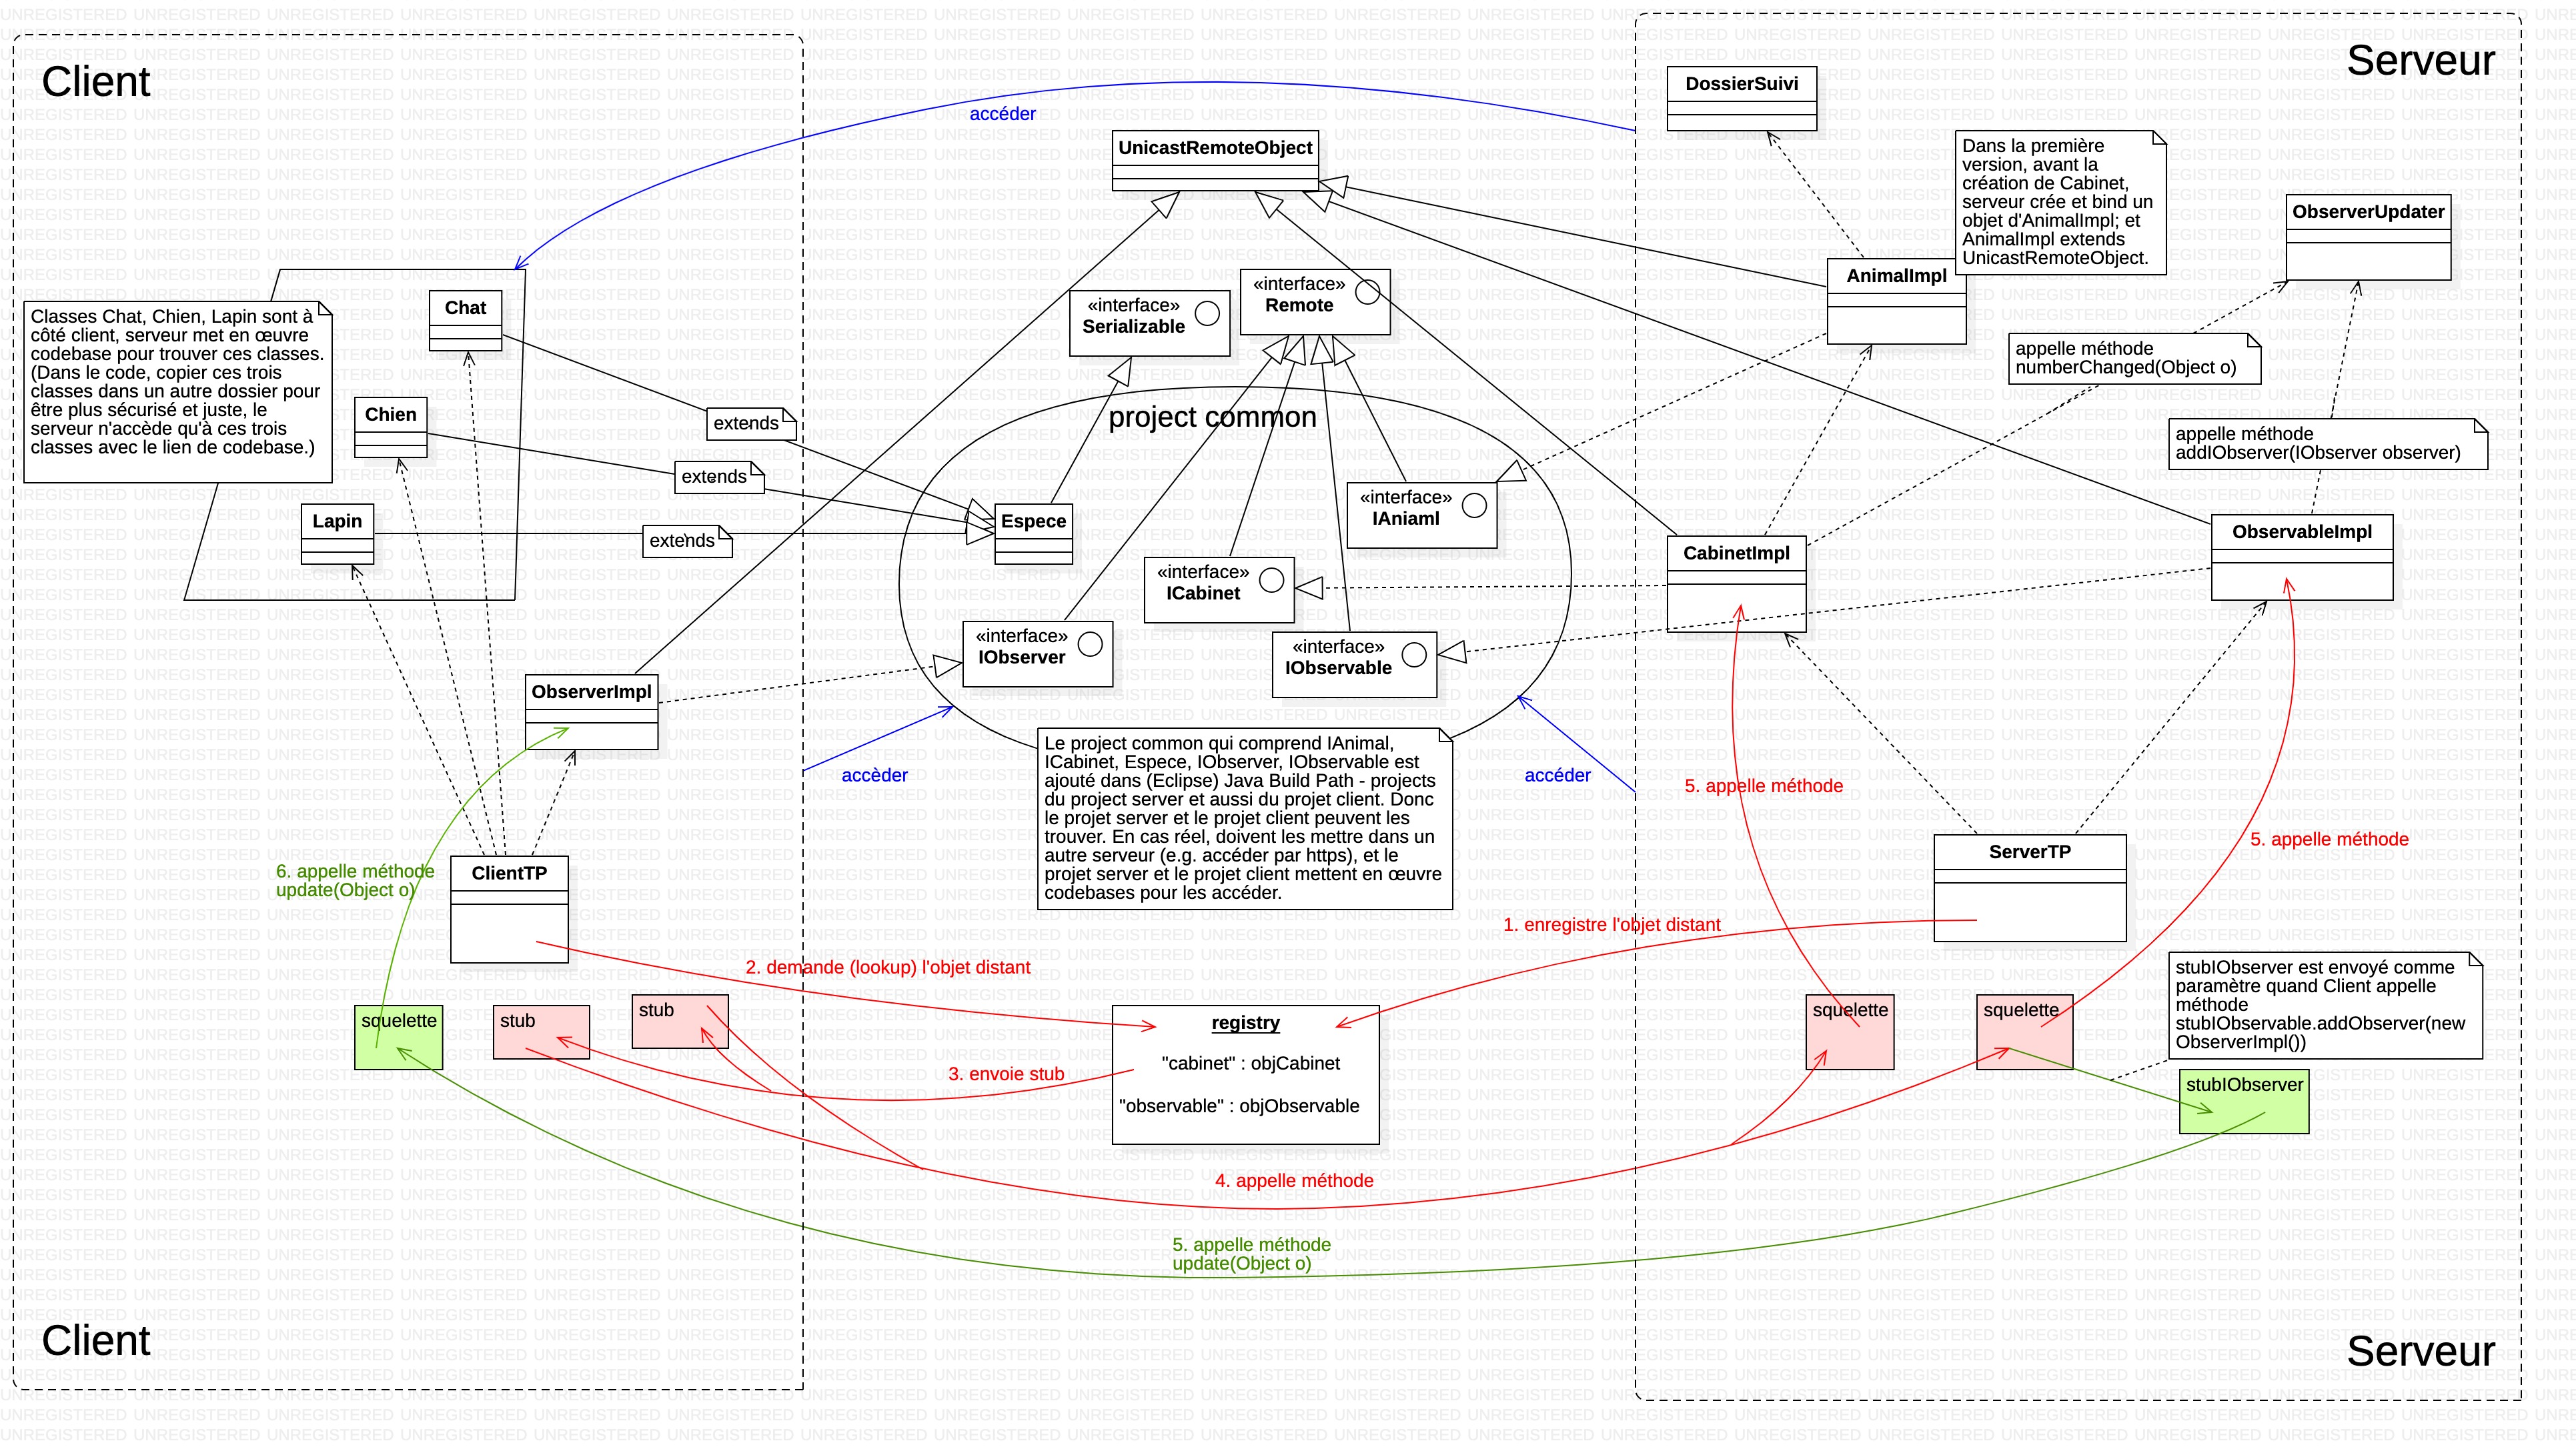 Client
Serveur
accéder
DossierSuivi
UnicastRemoteObject
Dans la première
version, avant la
création de Cabinet,
serveur crée et bind un
objet d'AnimalImpl; et
AnimalImpl extends
UnicastRemoteObject.
ObserverUpdater
AnimalImpl
«interface»
Serializable
«interface»
Remote
Classes Chat, Chien, Lapin sont à
côté client, serveur met en œuvre
codebase pour trouver ces classes.
(Dans le code, copier ces trois
classes dans un autre dossier pour
être plus sécurisé et juste, le
serveur n'accède qu'à ces trois
classes avec le lien de codebase.)
Chat
Chien
Lapin
extends
extends
extends
appelle méthode
numberChanged(Object o)
project common
appelle méthode
addIObserver(IObserver observer)
«interface»
IAniaml
Espece
CabinetImpl
ObservableImpl
«interface»
ICabinet
«interface»
IObserver
«interface»
IObservable
ObserverImpl
Le project common qui comprend IAnimal,
ICabinet, Espece, IObserver, IObservable est
ajouté dans (Eclipse) Java Build Path - projects
du project server et aussi du projet client. Donc
le projet server et le projet client peuvent les
trouver. En cas réel, doivent les mettre dans un
autre serveur (e.g. accéder par https), et le
projet server et le projet client mettent en œuvre
codebases pour les accéder.
accèder
accéder
5. appelle méthode
5. appelle méthode
6. appelle méthode
update(Object o)
ClientTP
ServerTP
1. enregistre l'objet distant
2. demande (lookup) l'objet distant
squelette
stub
stub
registry
"cabinet" : objCabinet
"observable" : objObservable
3. envoie stub
squelette
squelette
stubIObserver est envoyé comme
paramètre quand Client appelle
méthode
stubIObservable.addObserver(new
ObserverImpl())
stubIObserver
4. appelle méthode
5. appelle méthode
update(Object o)
Client
Serveur
UNREGISTERED